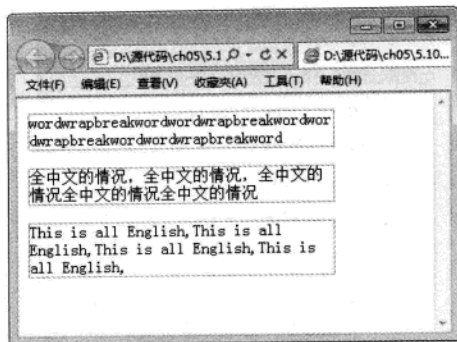 D:\源代码\ch05\5.1
D:\源代码\ch05\5.10...
文件(F) 编辑(E) 查看(V) 收藏夹(A) 工具(T) 帮助(H)
wordwrapbreakwordwordwrapbreakwordwor
dwrapbreakwordwordwrapbreakword
全中文的情况，全中文的情况，全中文的
情况全中文的情况全中文的情况
This is all English,This is all
English,This is all English,This is
all English,